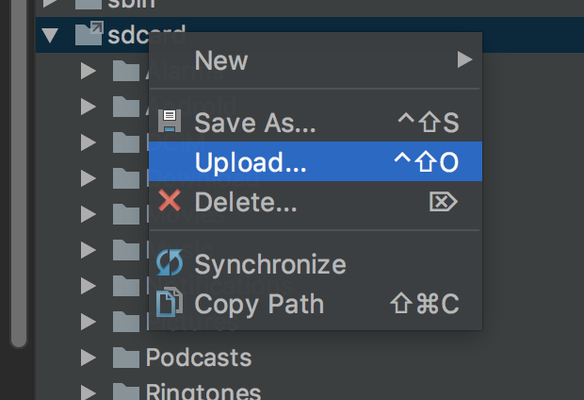 sbin
sdcard
New
Save As... ^⇧S
Upload... ^⇧O
Delete... ⌦
Synchronize
Copy Path ⇧⌘C
Podcasts
Ringtones